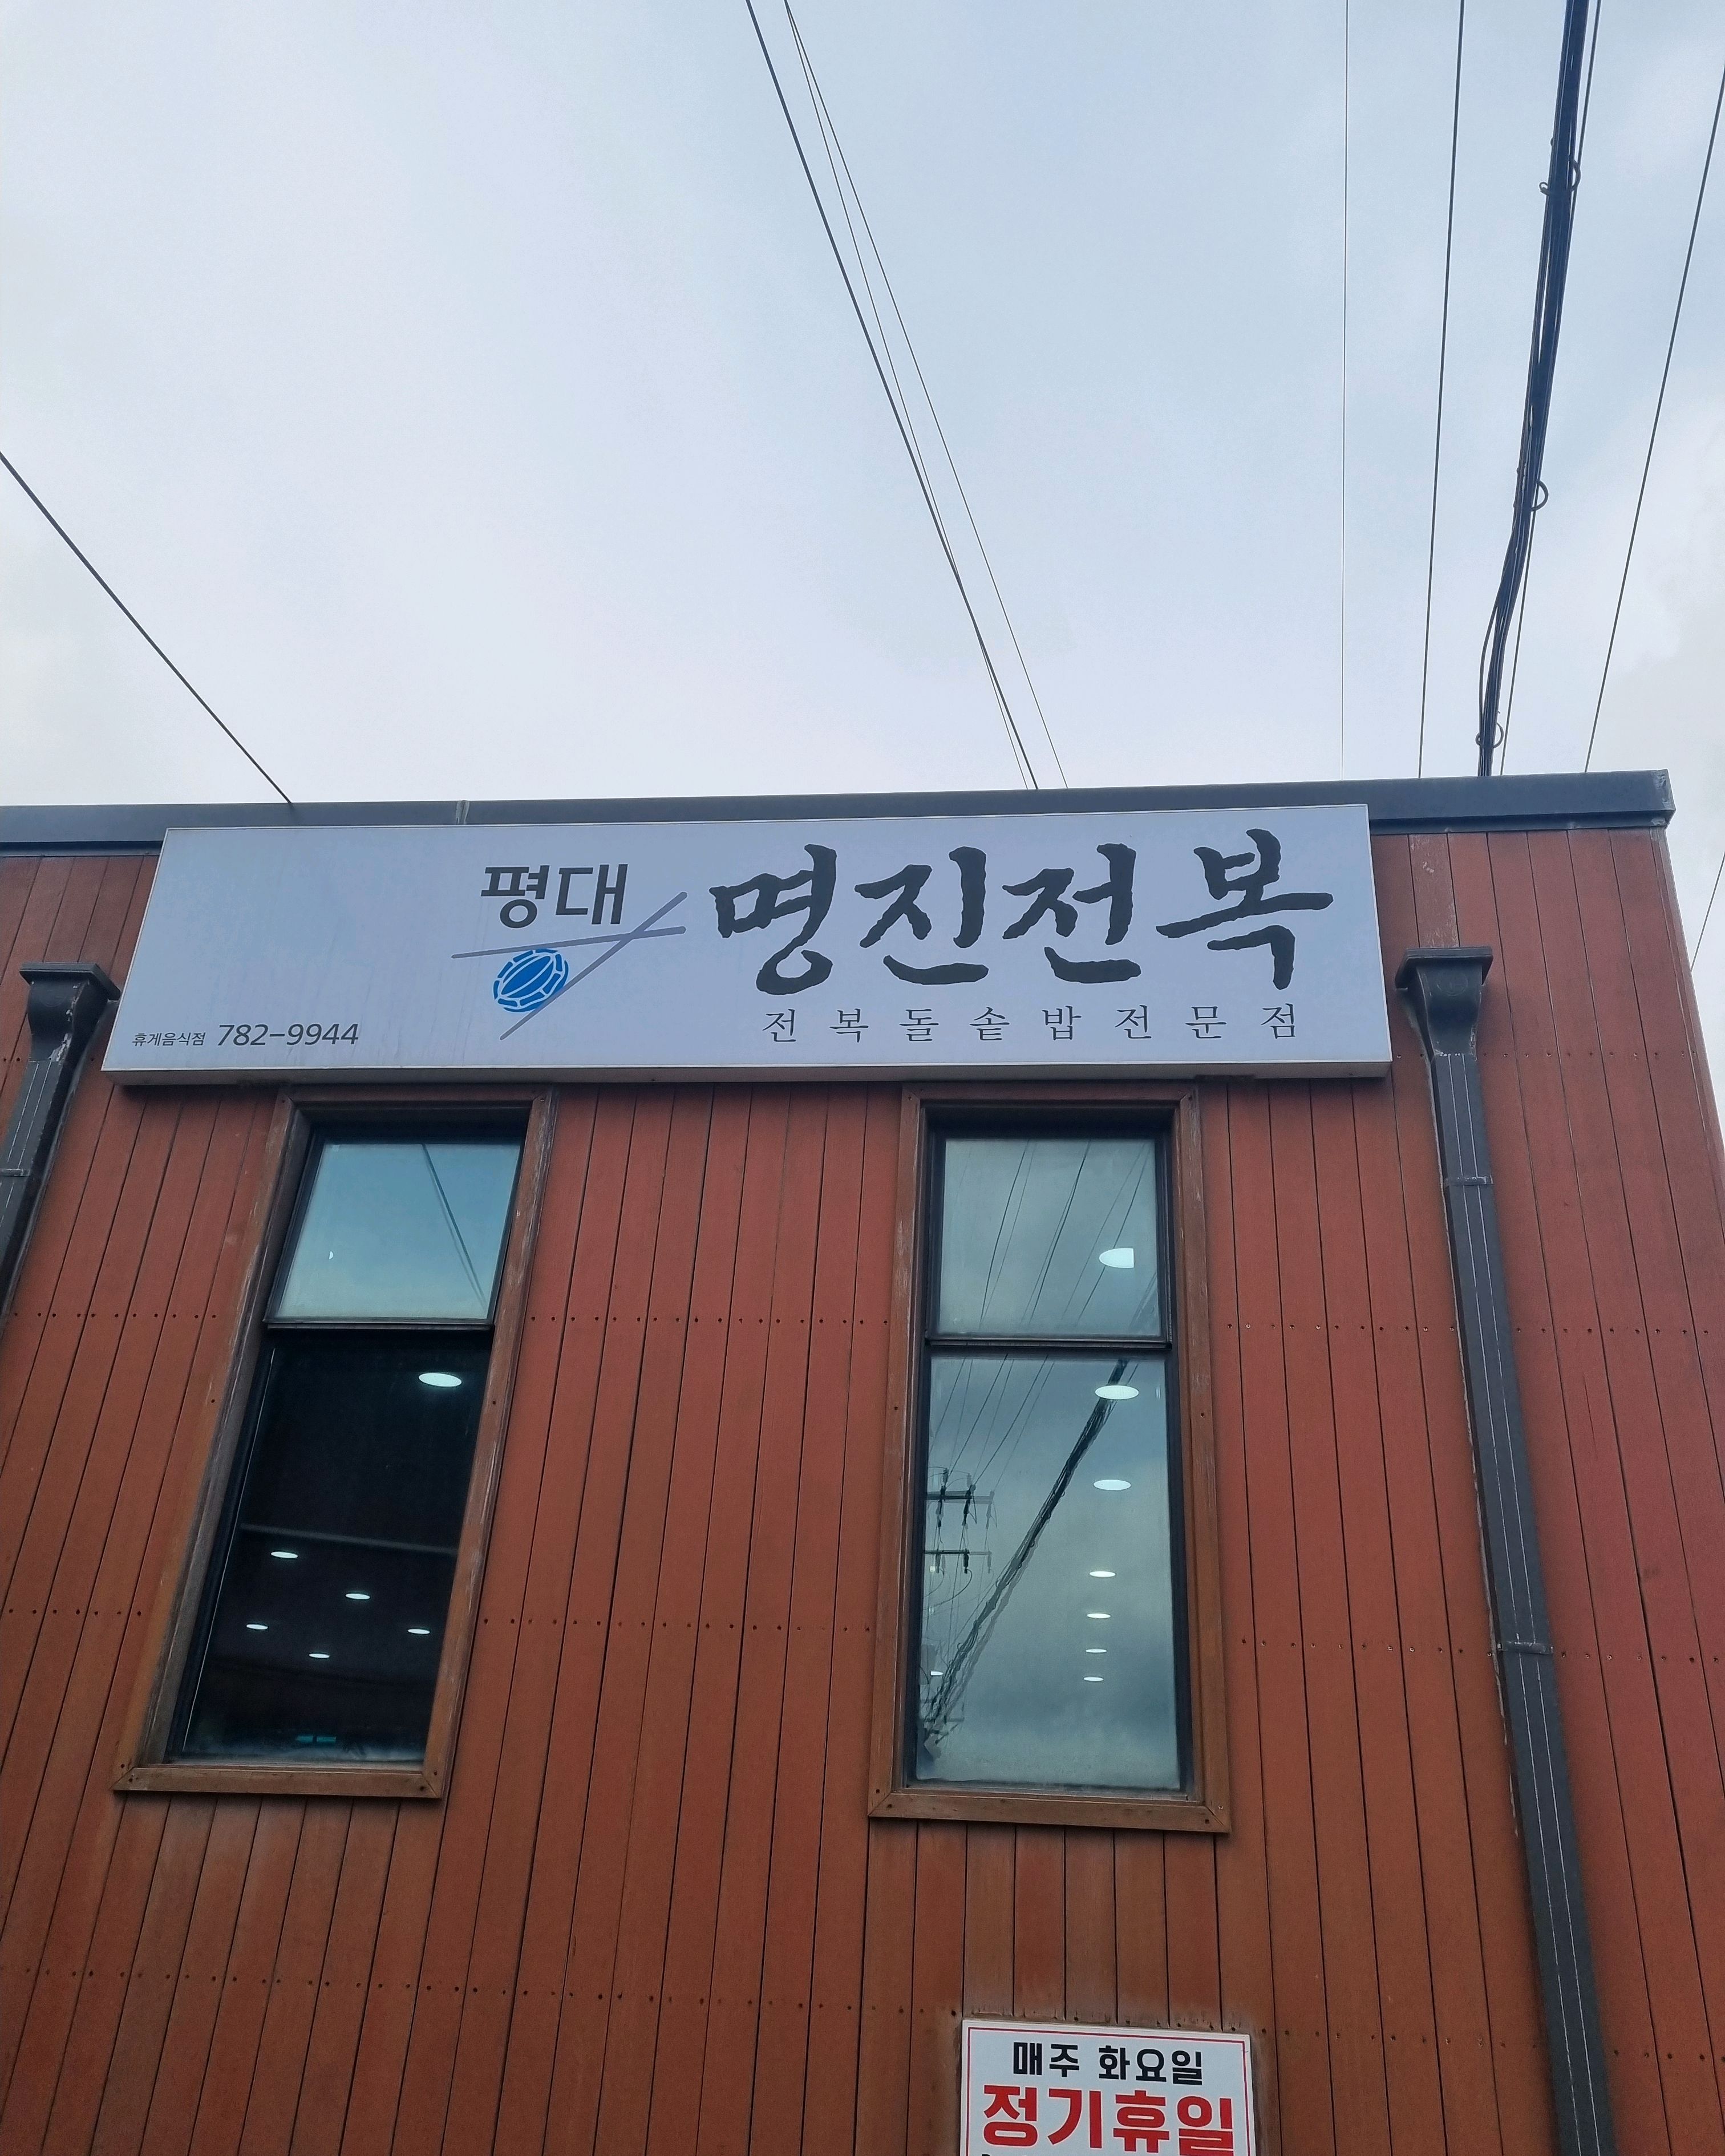 평대
명진전복
전복돌솥밥전문점
휴게음식점 782-9944
매주 화요일
정기휴일